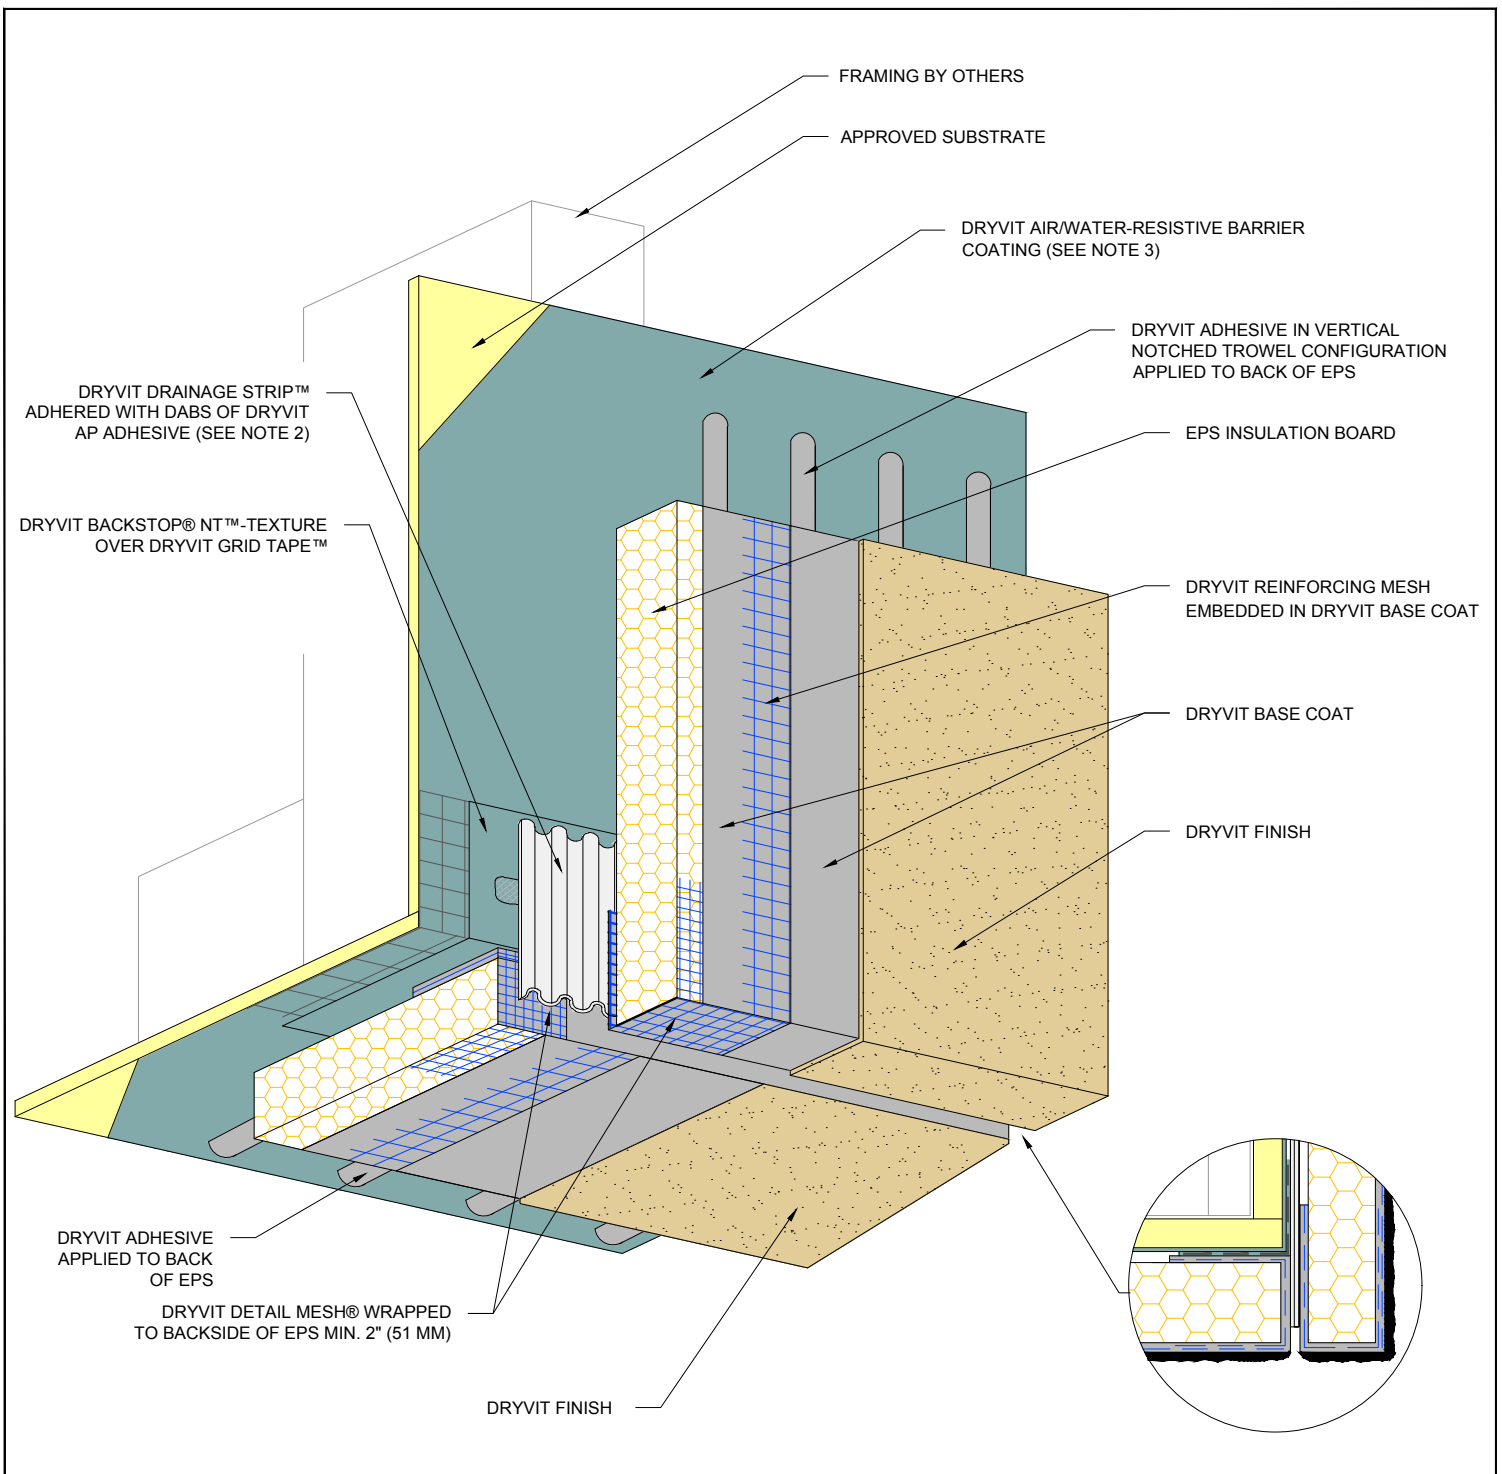 FRAMING BY OTHERS
APPROVED SUBSTRATE
DRYVIT AIR/WATER-RESISTIVE BARRIER
COATING (SEE NOTE 3)
DRYVIT ADHESIVE IN VERTICAL
NOTCHED TROWEL CONFIGURATION
APPLIED TO BACK OF EPS
DRYVIT DRAINAGE STRIP™
ADHERED WITH DABS OF DRYVIT
AP ADHESIVE (SEE NOTE 2)
EPS INSULATION BOARD
DRYVIT BACKSTOP® NT™-TEXTURE
OVER DRYVIT GRID TAPE™
DRYVIT REINFORCING MESH
EMBEDDED IN DRYVIT BASE COAT
DRYVIT BASE COAT
DRYVIT FINISH
DRYVIT ADHESIVE
APPLIED TO BACK
OF EPS
DRYVIT DETAIL MESH® WRAPPED
TO BACKSIDE OF EPS MIN. 2" (51 MM)
DRYVIT FINISH